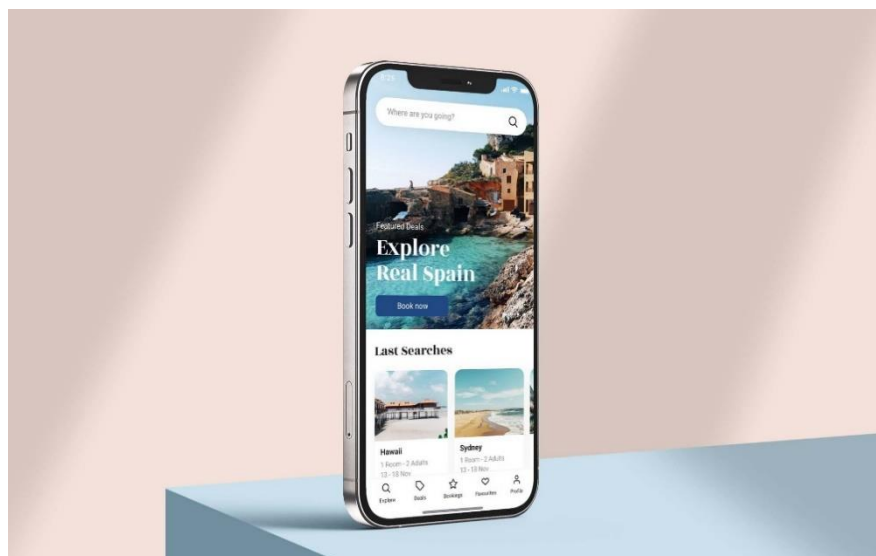 Where are you going?
Featured Deals
Explore
Real Spain
Book now
Last Searches
Hawaii
1 Room - 2 Adults
Sydney
1 Room - 2 Adults
Explore
Deals
Bookings
Favourites
Profile